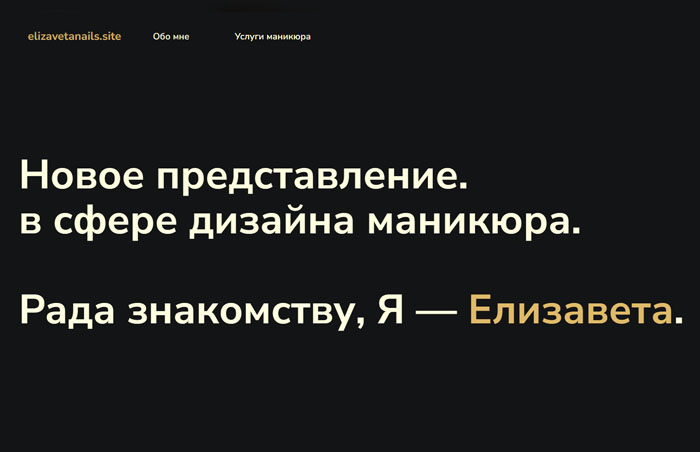 elizavetanails.site Обо мне Услуги маникюра
Новое представление.
в сфере дизайна маникюра.
Рада знакомству, Я — Елизавета.